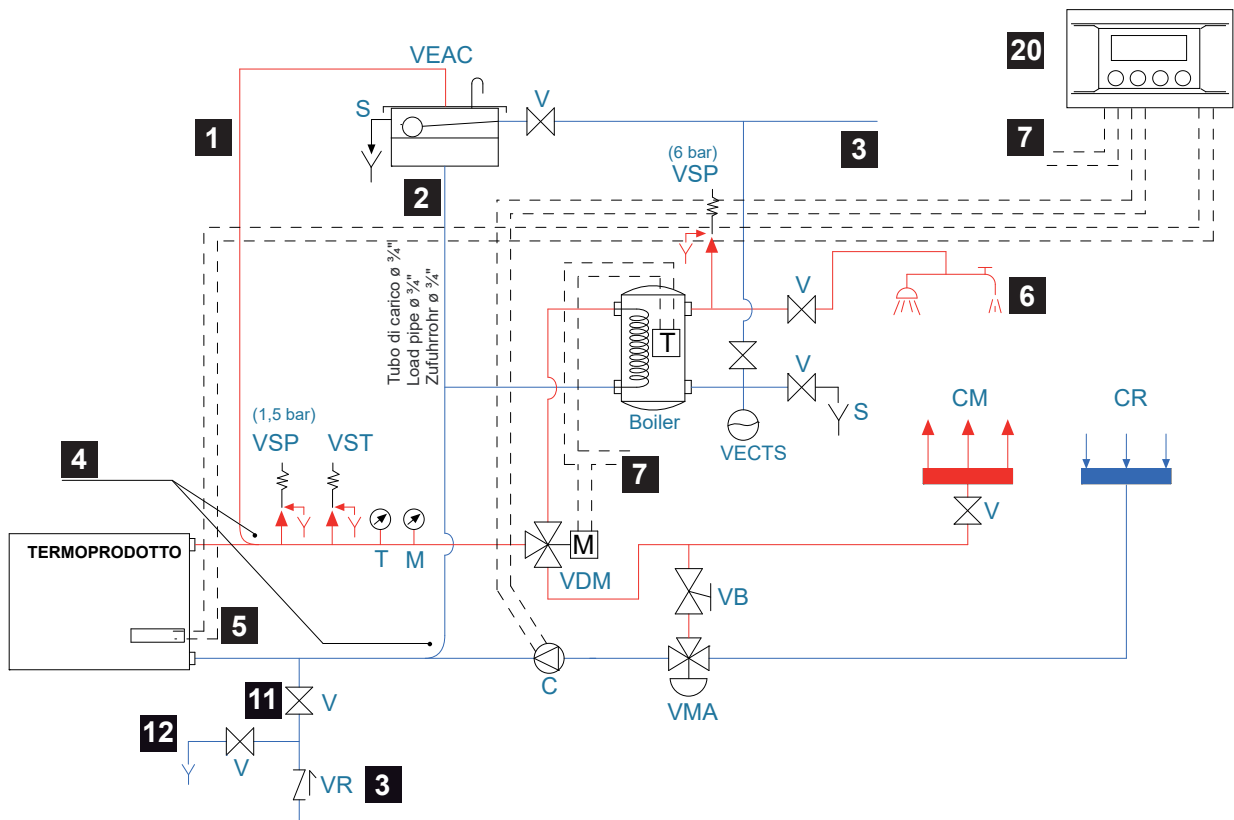 VEAC
20
S
V
1
3
7
(6 bar)
VSP
2
Tubo di carico ø ¾"
Load pipe ø ¾"
Zufuhrrohr ø ¾"
V
6
T
V
S
Boiler
VECTS
CM
CR
(1,5 bar)
VSP
VST
4
7
V
TERMOPRODOTTO
T
M
M
VDM
VB
5
C
VMA
11
V
12
V
VR
3